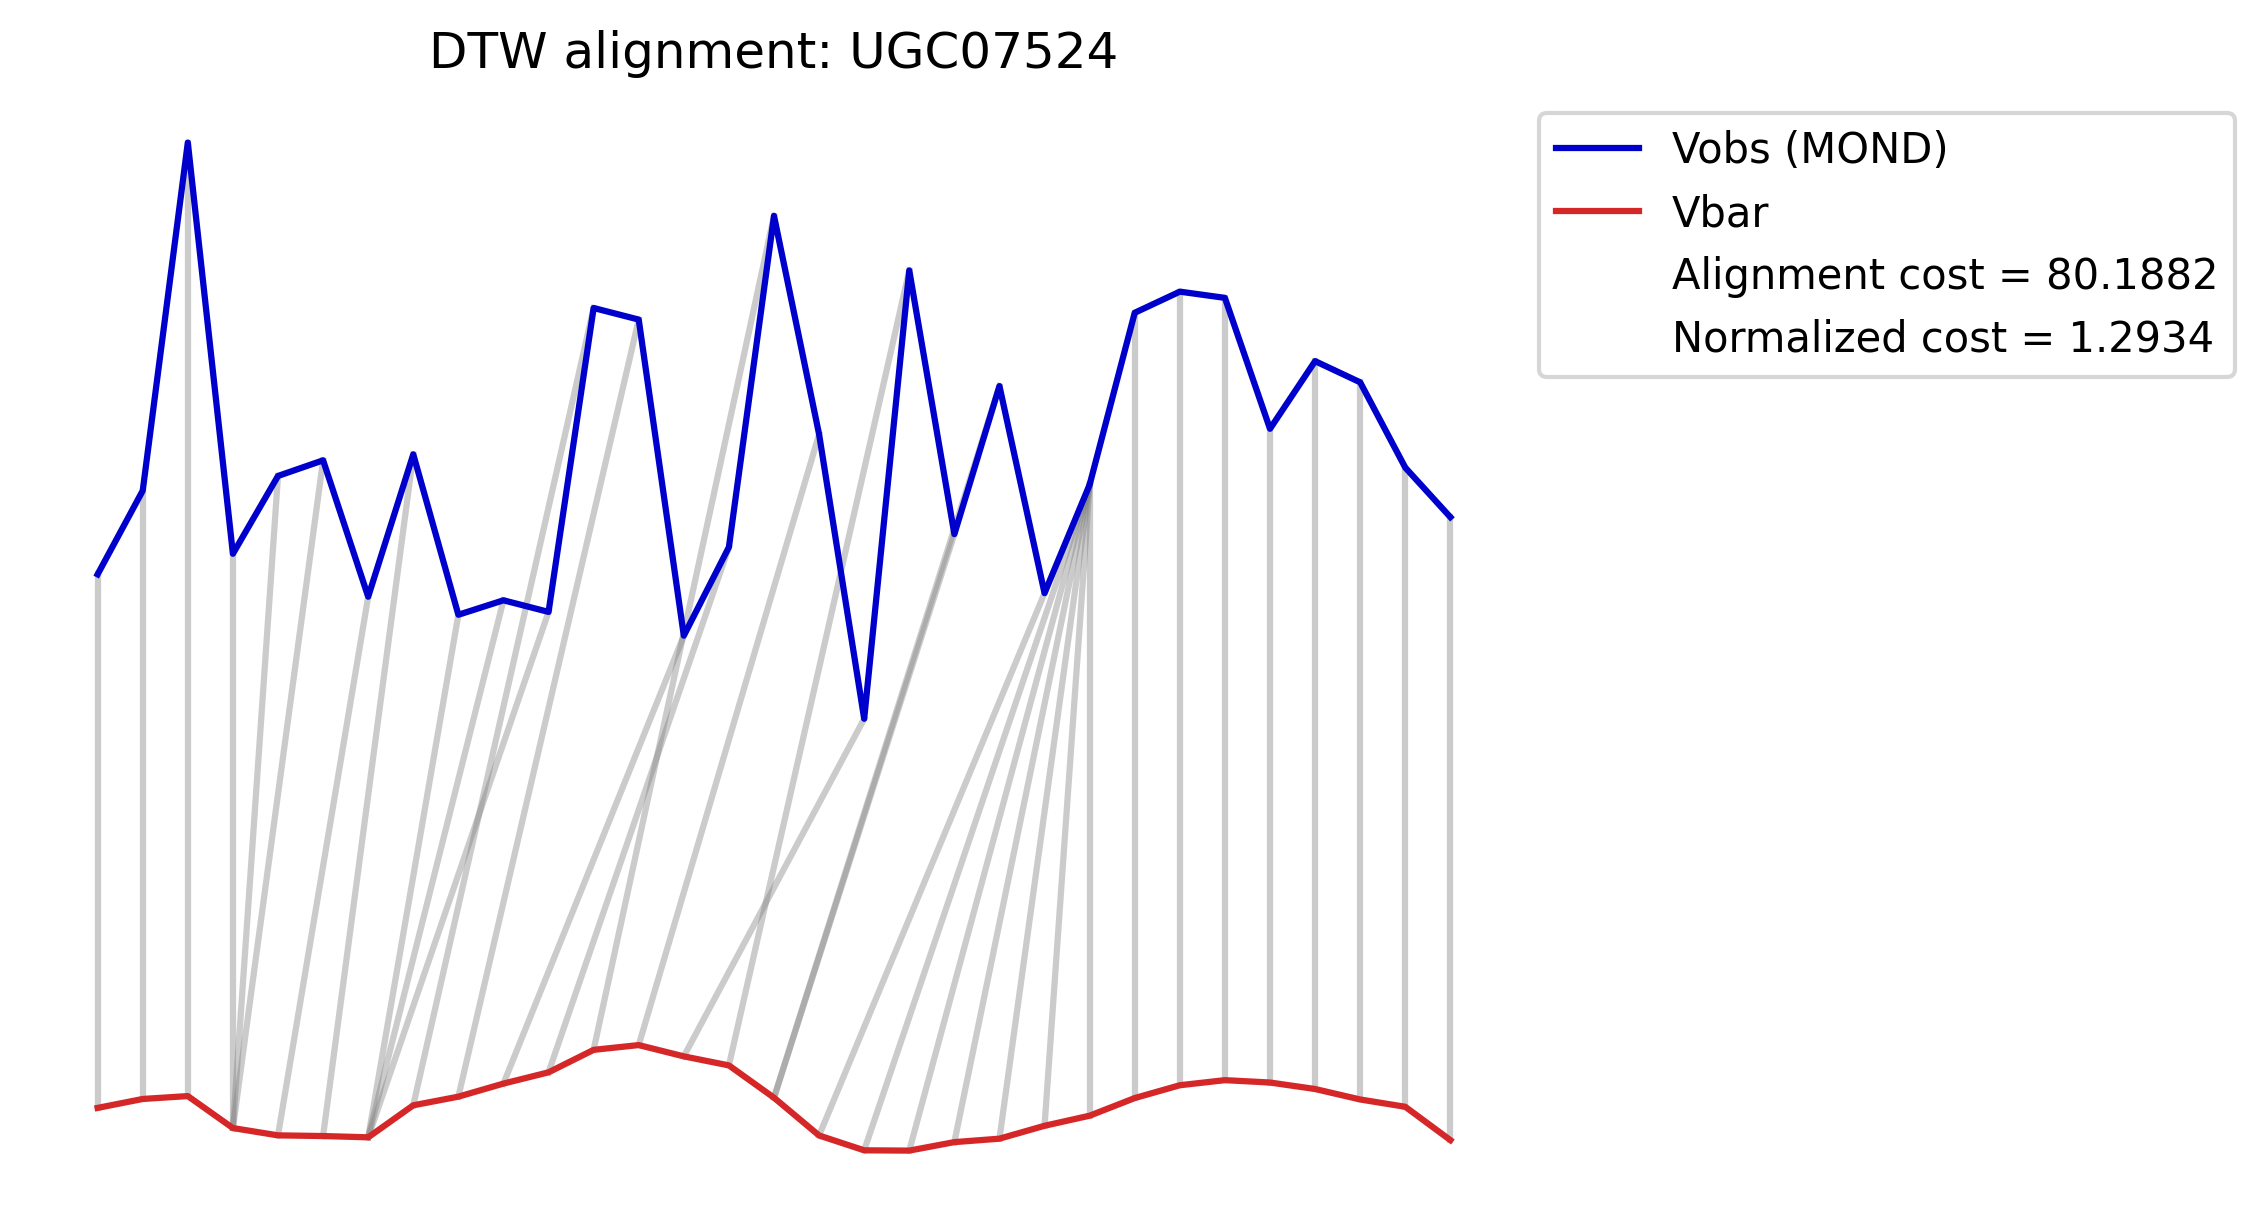 DTW alignment: UGC07524
Vobs (MOND)
Vbar
Alignment cost = 80.1882
Normalized cost = 1.2934